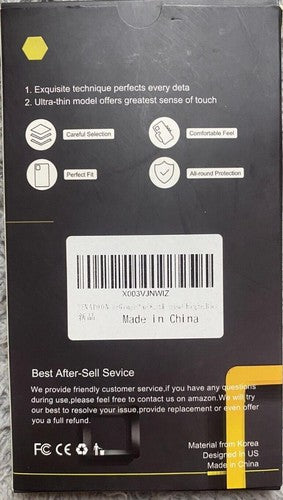 1. Exquisite technique perfects every deta
2. Ultra-thin model offers greatest sense of touch
Careful Selection
Comfortable Feel
Perfect Fit
All-round Protection
X003VJNWIZ
Made in China
Best After-Sell Sevice
We provide friendly customer sevice,if you have any questions
during use,please feel free to contact us on amazon.We will try
our best to resolve your issue,provide replacement or even offer
you a full refund.
FC CE
Material from Korea
Designed in US
Made in China